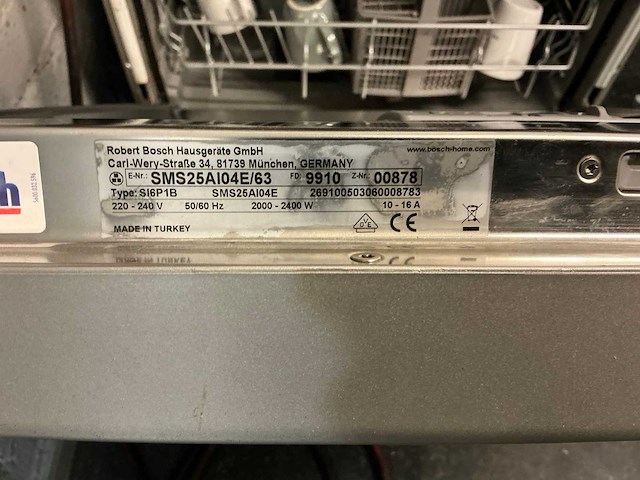 Robert Bosch Hausgeräte GmbH www.bosch-home.com
Carl-Wery-Straße 34, 81739 München, GERMANY
E-Nr.: SMS25AI04E/63 FD: 9910 Z-Nr.: 00878
Type: SI6P1B SMS25AI04E 269100503060008783
220 - 240 V 50/60 Hz 2000 - 2400 W 10 - 16 A
MADE IN TURKEY
VDE CE
h